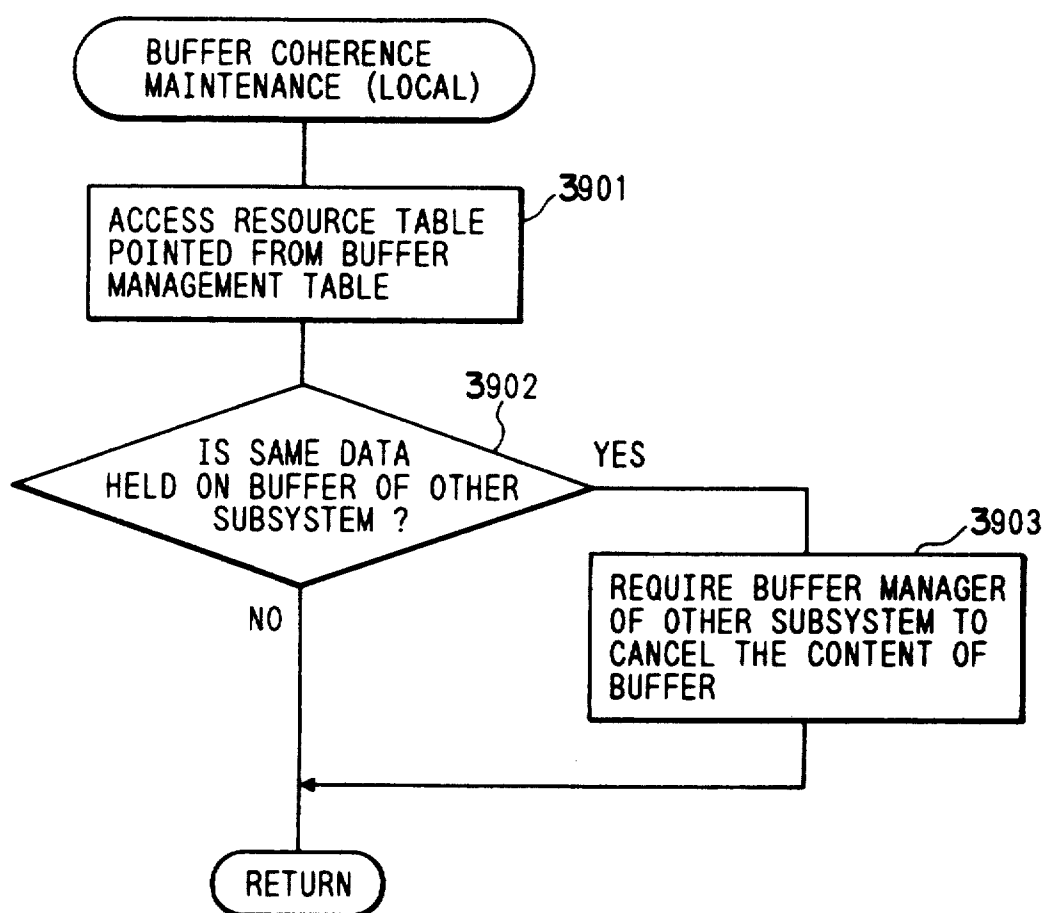 BUFFER COHERENCE
MAINTENANCE (LOCAL)
3901
ACCESS RESOURCE TABLE
POINTED FROM BUFFER
MANAGEMENT TABLE
3902
IS SAME DATA
HELD ON BUFFER OF OTHER
SUBSYSTEM ?
YES
3903
REQUIRE BUFFER MANAGER
OF OTHER SUBSYSTEM TO
CANCEL THE CONTENT OF
BUFFER
NO
RETURN